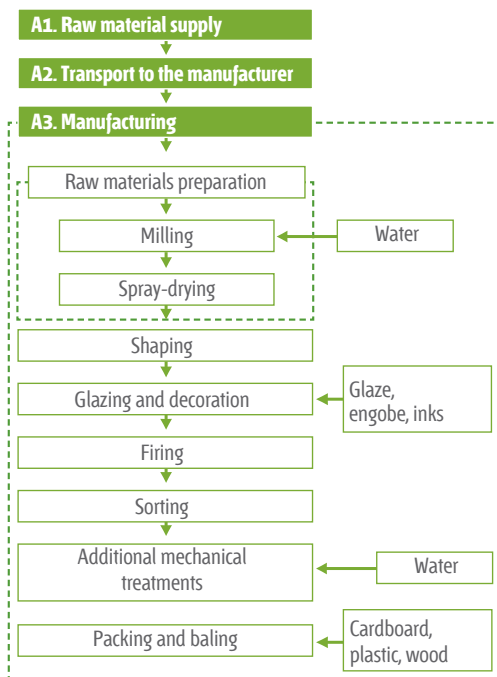 A1. Raw material supply
A2. Transport to the manufacturer
A3. Manufacturing
Raw materials preparation
Milling
Water
Spray-drying
Shaping
Glazing and decoration
Glaze,
engobe, inks
Firing
Sorting
Additional mechanical
treatments
Water
Packing and baling
Cardboard,
plastic, wood